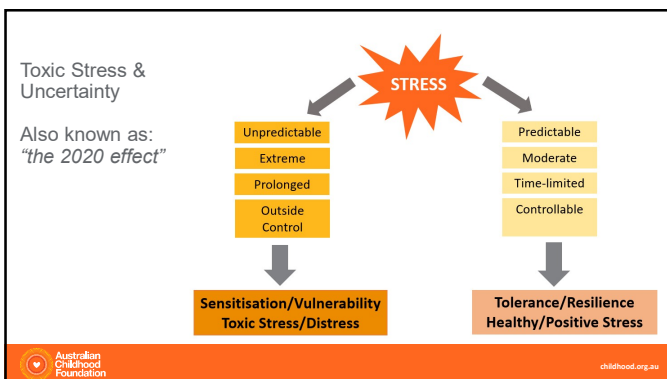 Toxic Stress &
Uncertainty
Also known as:
"the 2020 effect"
STRESS
Unpredictable
Extreme
Prolonged
Outside
Control
Sensitisation/Vulnerability
Toxic Stress/Distress
Predictable
Moderate
Time-limited
Controllable
Tolerance/Resilience
Healthy/Positive Stress
Australian
Childhood
Foundation
childhood.org.au